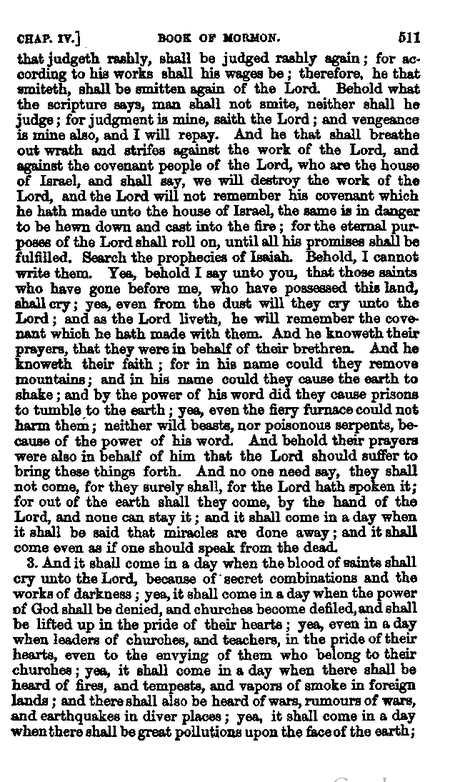 CHAP. IV.] BOOK OF MORMON. 511
that judgeth rashly, shall be judged rashly again; for ac-
cording to his works shall his wages be; therefore, he that
smiteth, shall be smitten again of the Lord. Behold what
the scripture says, man shall not smite, neither shall he
judge; for judgment is mine, saith the Lord; and vengeance
is mine also, and I will repay. And he that shall breathe
out wrath and strifes against the work of the Lord, and
against the covenant people of the Lord, who are the house
of Israel, and shall say, we will destroy the work of the
Lord, and the Lord will not remember his covenant which
he hath made unto the house of Israel, the same is in danger
to be hewn down and cast into the fire; for the eternal pur-
poses of the Lord shall roll on, until all his promises shall be
fulfilled. Search the prophecies of Isaiah. Behold, I cannot
write them. Yea, behold I say unto you, that those saints
who have gone before me, who have possessed this land,
shall cry; yea, even from the dust will they cry unto the
Lord; and as the Lord liveth, he will remember the cove-
nant which he hath made with them. And he knoweth their
prayers, that they were in behalf of their brethren. And he
knoweth their faith; for in his name could they remove
mountains; and in his name could they cause the earth to
shake; and by the power of his word did they cause prisons
to tumble to the earth; yea, even the fiery furnace could not
harm them; neither wild beasts, nor poisonous serpents, be-
cause of the power of his word. And behold their prayers
were also in behalf of him that the Lord should suffer to
bring these things forth. And no one need say, they shall
not come, for they surely shall, for the Lord hath spoken it;
for out of the earth shall they come, by the hand of the
Lord, and none can stay it; and it shall come in a day when
it shall be said that miracles are done away; and it shall
come even as if one should speak from the dead.
3. And it shall come in a day when the blood of saints shall
cry unto the Lord, because of secret combinations and the
works of darkness; yea, it shall come in a day when the power
of God shall be denied, and churches become defiled, and shall
be lifted up in the pride of their hearts; yea, even in a day
when leaders of churches, and teachers, in the pride of their
hearts, even to the envying of them who belong to their
churches; yea, it shall come in a day when there shall be
heard of fires, and tempests, and vapors of smoke in foreign
lands; and there shall also be heard of wars, rumours of wars,
and earthquakes in diver places; yea, it shall come in a day
when there shall be great pollutions upon the face of the earth;